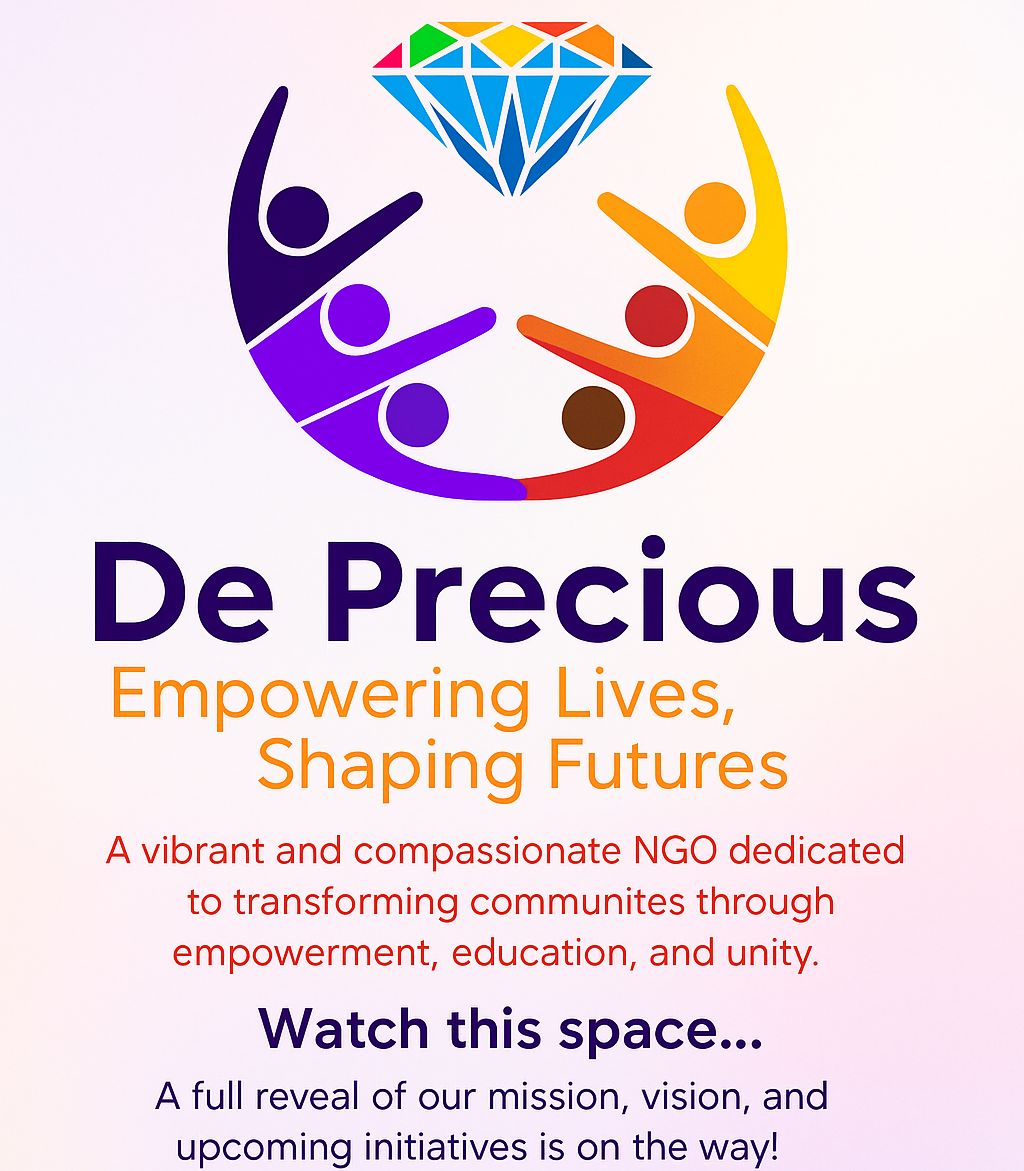 De Precious
Empowering Lives,
Shaping Futures
A vibrant and compassionate NGO dedicated
to transforming communites through
empowerment, education, and unity.
Watch this space...
A full reveal of our mission, vision, and
upcoming initiatives is on the way!